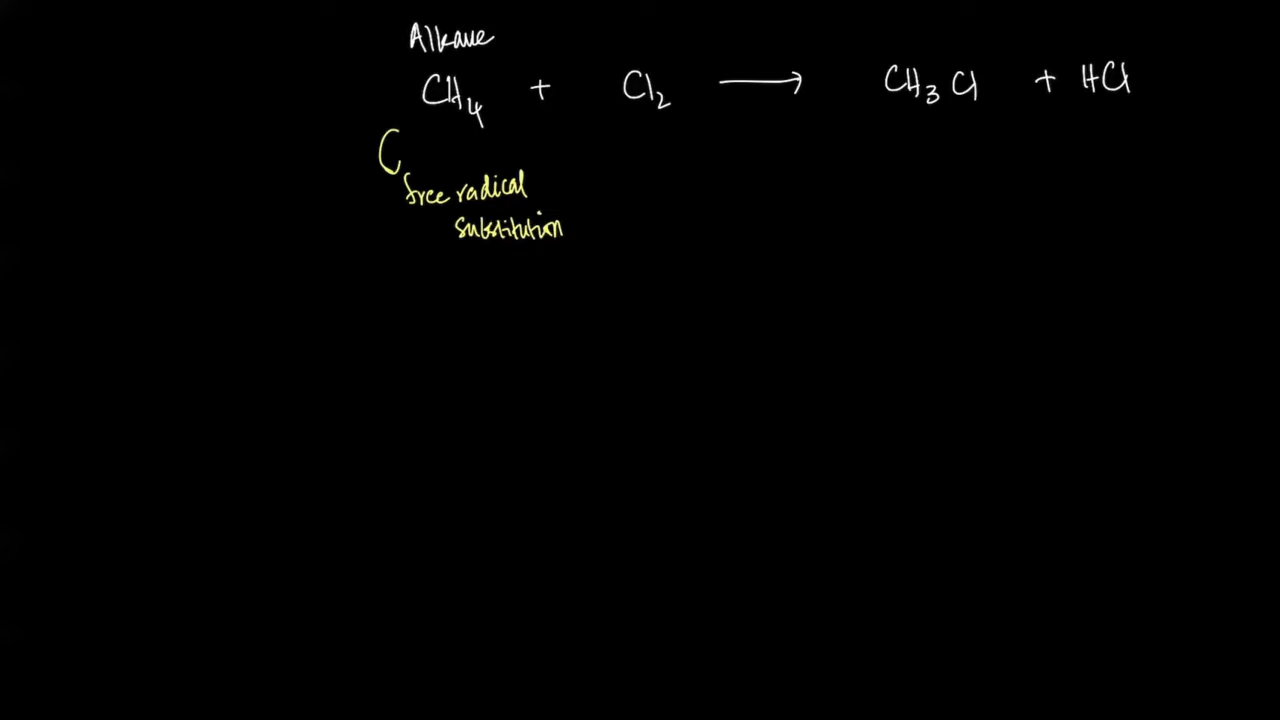 Alkane
CH₄ + Cl₂ ⟶ CH₃Cl + HCl
free radical
substitution